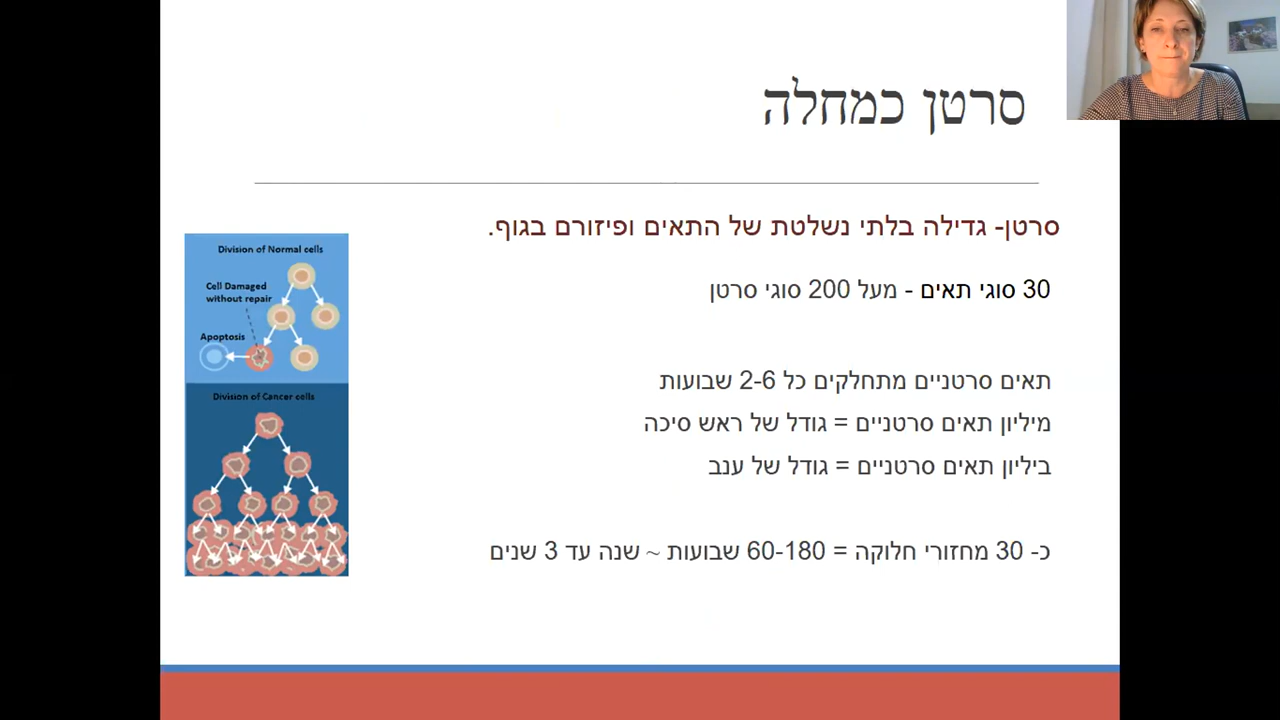 סרטן כמחלה
סרטן- גדילה בלתי נשלטת של התאים ופיזורם בגוף.
30 סוגי תאים - מעל 200 סוגי סרטן
תאים סרטניים מתחלקים כל 2-6 שבועות
מיליון תאים סרטניים = גודל של ראש סיכה
ביליון תאים סרטניים = גודל של ענב
כ- 30 מחזורי חלוקה = 60-180 שבועות ~ שנה עד 3 שנים
Division of Normal cells
Cell Damaged
without repair
Apoptosis
Division of Cancer cells